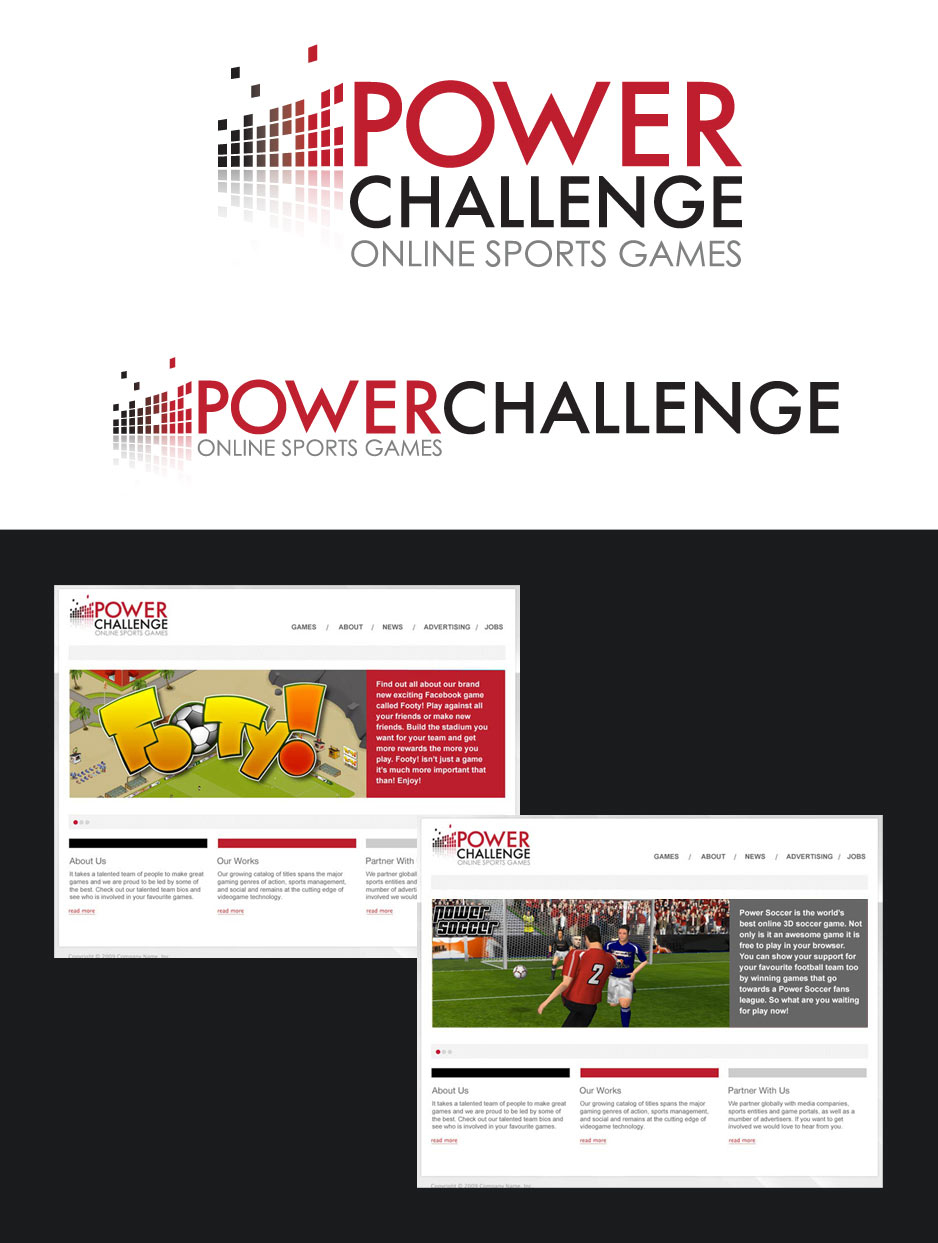 POWER
CHALLENGE
ONLINE SPORTS GAMES
POWERCHALLENGE
ONLINE SPORTS GAMES
POWER
CHALLENGE
ONLINE SPORTS GAMES
GAMES / ABOUT / NEWS / ADVERTISING / JOBS
FOOTY!
Find out all about our brand
new exciting Facebook game
called Footy! Play against all
your friends or make new
friends. Build the stadium you
want for your team and get
more rewards the more you
play. Footy! isn't just a game
it's much more important that
than! Enjoy!
About Us
It takes a talented team of people to make great
games and we are proud to be led by some of
the best. Check out our talented team bios and
see who is involved in your favourite games.
read more
Our Works
Our growing catalog of titles spans the major
gaming genres of action, sports management,
and social and remains at the cutting edge of
videogame technology.
read more
Partner With
We partner globall
sports entities and
mumber of adverti
involved we would
read more
Copyright © 2009 Company Name, Inc.
POWER
CHALLENGE
ONLINE SPORTS GAMES
GAMES / ABOUT / NEWS / ADVERTISING / JOBS
POWER
SOCCER
2
Power Soccer is the world's
best online 3D soccer game. Not
only is it an awesome game it is
free to play in your browser.
You can show your support for
your favourite football team too
by winning games that go
towards a Power Soccer fans
league. So what are you waiting
for play now!
About Us
It takes a talented team of people to make great
games and we are proud to be led by some of
the best. Check out our talented team bios and
see who is involved in your favourite games.
read more
Our Works
Our growing catalog of titles spans the major
gaming genres of action, sports management,
and social and remains at the cutting edge of
videogame technology.
read more
Partner With Us
We partner globally with media companies,
sports entities and game portals, as well as a
mumber of advertisers. If you want to get
involved we would love to hear from you.
read more
Copyright © 2009 Company Name, Inc.